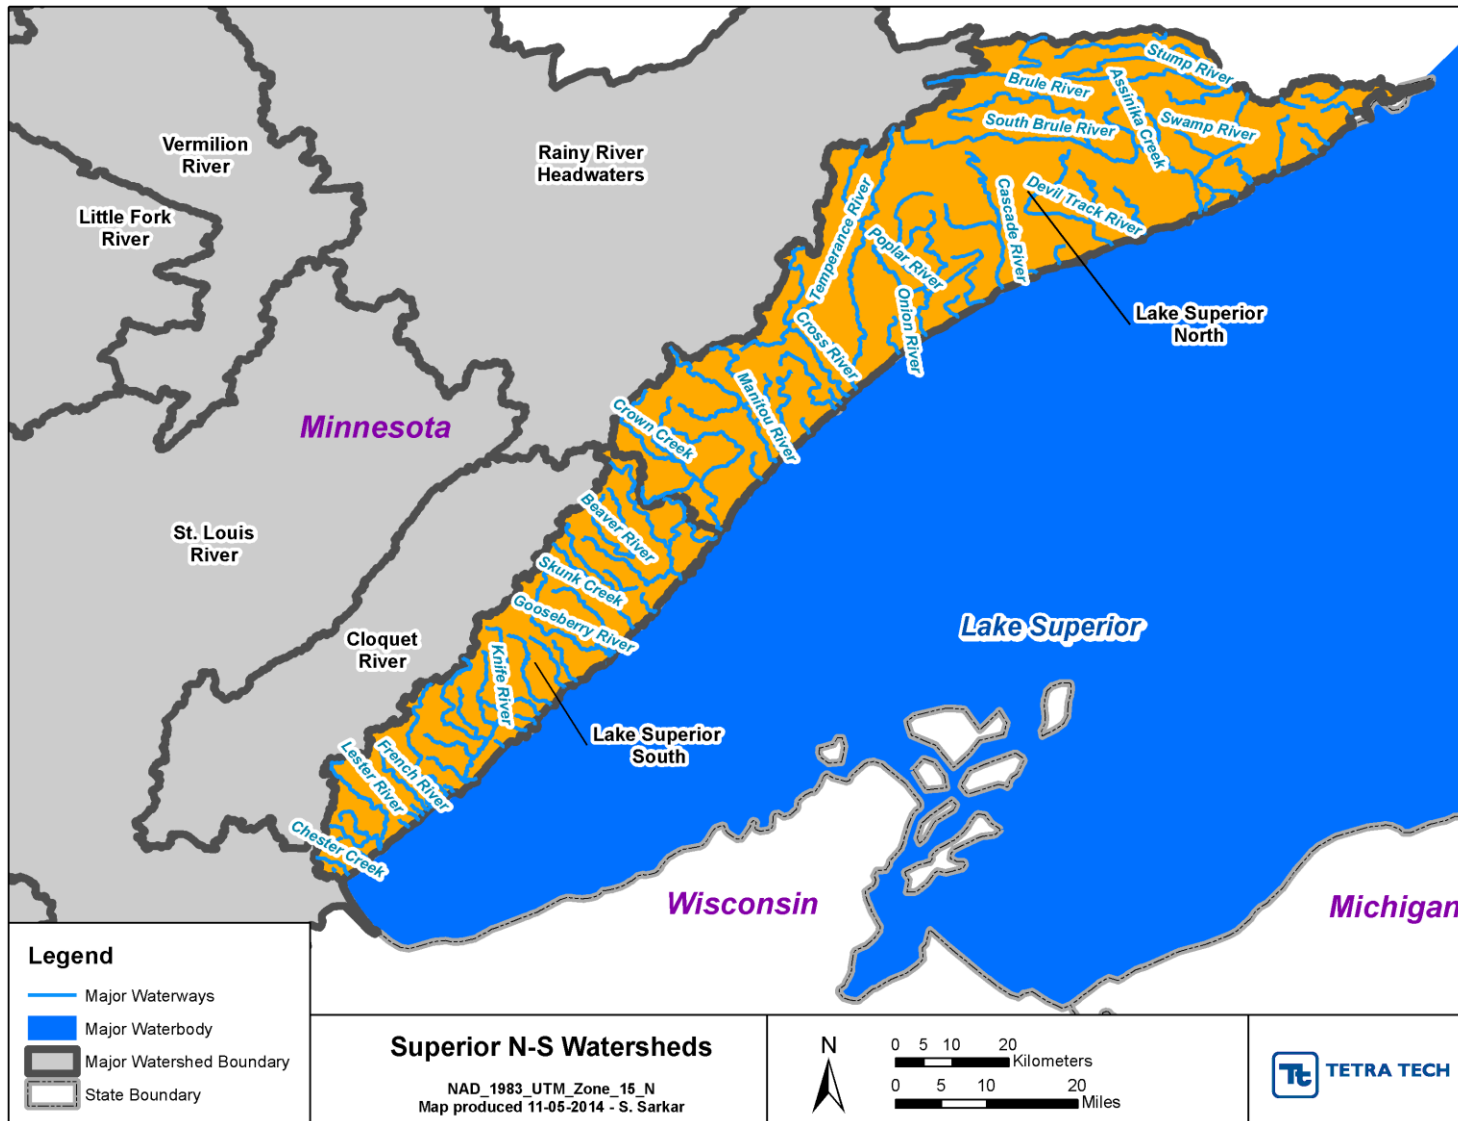 Stump River
Brule River
Assinika Creek
South Brule River
Swamp River
Vermilion
River
Rainy River
Headwaters
Little Fork
River
Temperance River
Cascade River
Devil Track River
Poplar River
Onion River
Lake Superior
North
Cross River
Manitou River
Crown Creek
Minnesota
St. Louis
River
Beaver River
Skunk Creek
Gooseberry River
Lake Superior
Cloquet
River
Knife River
Lake Superior
South
Lester River
French River
Chester Creek
Wisconsin
Michigan
Legend
Major Waterways
Major Waterbody
Major Watershed Boundary
State Boundary
Superior N-S Watersheds
NAD_1983_UTM_Zone_15_N
Map produced 11-05-2014 - S. Sarkar
N
0 5 10 20
Kilometers
0 5 10 20
Miles
Tt TETRA TECH